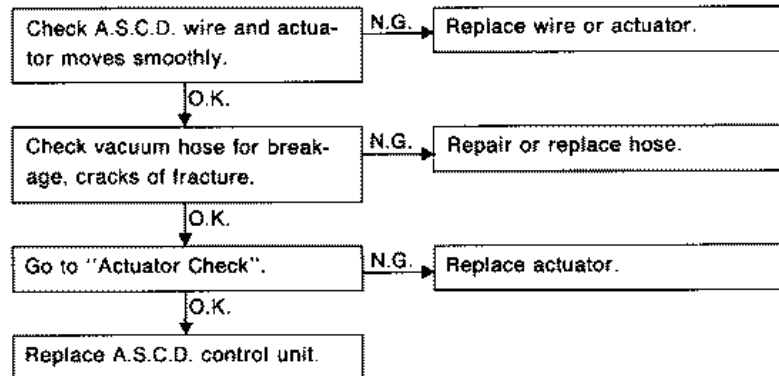 Check A.S.C.D. wire and actua-
tor moves smoothly.
N.G.
Replace wire or actuator.
O.K.
Check vacuum hose for break-
age, cracks of fracture.
N.G.
Repair or replace hose.
O.K.
Go to "Actuator Check".
N.G.
Replace actuator.
O.K.
Replace A.S.C.D. control unit.